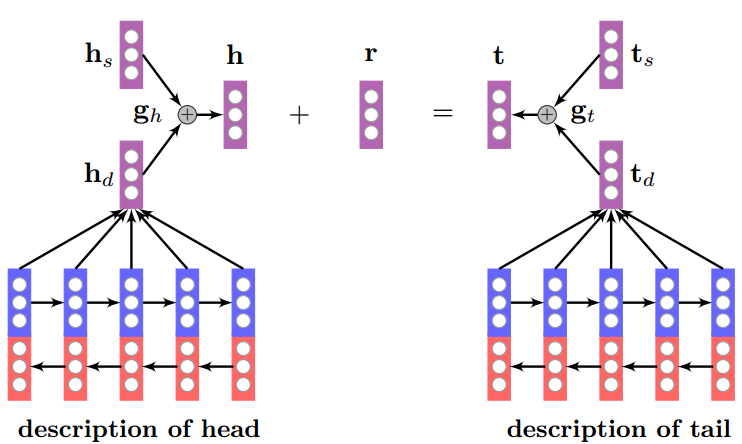 h_s h r t t_s
g_h + + = + g_t
h_d t_d
description of head description of tail